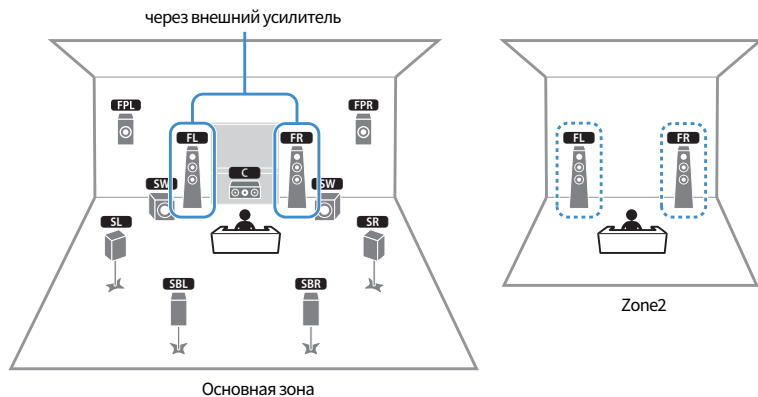 через внешний усилитель
FPL FPR
FL FR FL FR
C
SW SW
SL SR
SBL SBR
Zone2
Основная зона